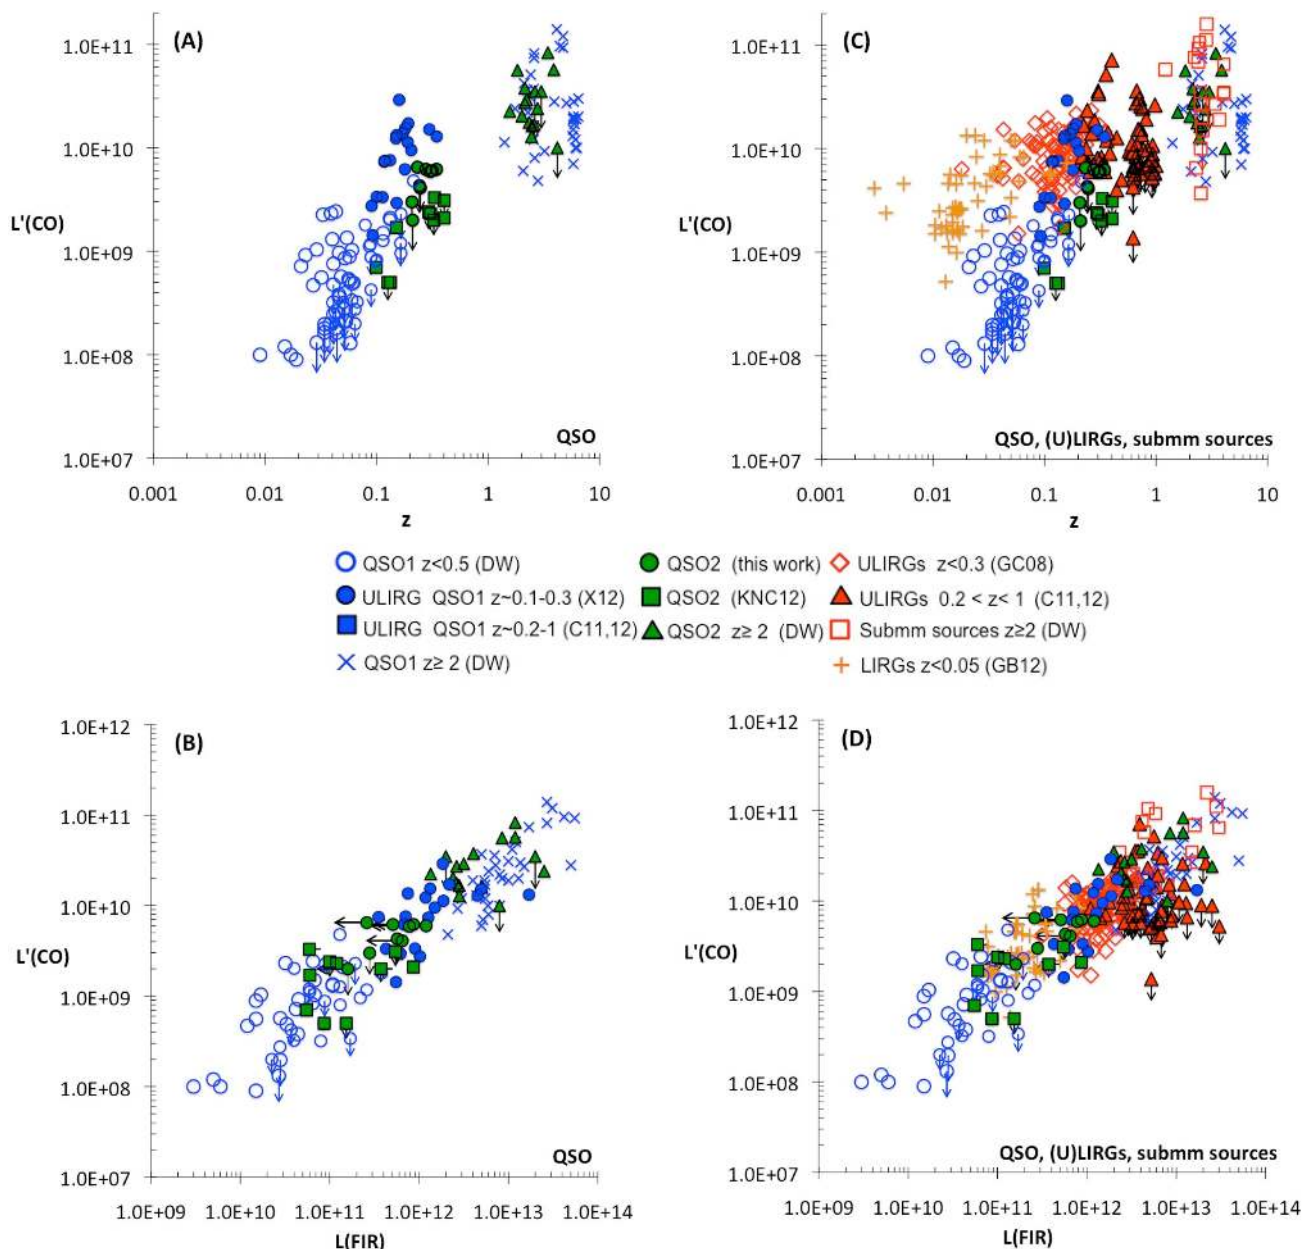 (A)
1.0E+11
1.0E+10
L'(CO)
1.0E+09
1.0E+08
1.0E+07
QSO
0.001 0.01 0.1 1 10
z
(C)
1.0E+11
1.0E+10
L'(CO)
1.0E+09
1.0E+08
1.0E+07
QSO, (U)LIRGs, submm sources
0.001 0.01 0.1 1 10
z
QSO1 z<0.5 (DW) QSO2 (this work) ULIRGs z<0.3 (GC08)
ULIRG QSO1 z~0.1-0.3 (X12) QSO2 (KNC12) ULIRGs 0.2 < z< 1 (C11,12)
ULIRG QSO1 z~0.2-1 (C11,12) QSO2 z≥ 2 (DW) Submm sources z≥2 (DW)
QSO1 z≥ 2 (DW) LIRGs z<0.05 (GB12)
1.0E+12
(B)
1.0E+11
1.0E+10
L'(CO)
1.0E+09
1.0E+08
1.0E+07
QSO
1.0E+09 1.0E+10 1.0E+11 1.0E+12 1.0E+13 1.0E+14
L(FIR)
1.0E+12
(D)
1.0E+11
1.0E+10
L'(CO)
1.0E+09
1.0E+08
1.0E+07
QSO, (U)LIRGs, submm sources
1.0E+09 1.0E+10 1.0E+11 1.0E+12 1.0E+13 1.0E+14
L(FIR)